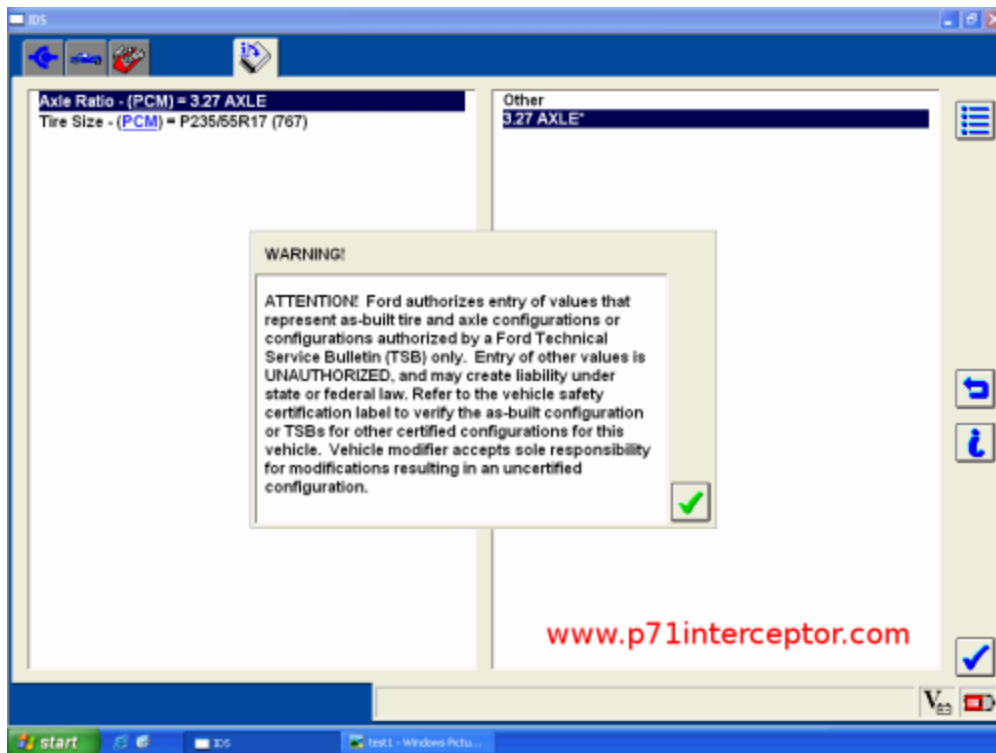 IDS
Axle Ratio - (PCM) = 3.27 AXLE
Tire Size - (PCM) = P235/55R17 (767)
Other
3.27 AXLE*
WARNING!
ATTENTION! Ford authorizes entry of values that
represent as-built tire and axle configurations or
configurations authorized by a Ford Technical
Service Bulletin (TSB) only. Entry of other values is
UNAUTHORIZED, and may create liability under
state or federal law. Refer to the vehicle safety
certification label to verify the as-built configuration
or TSBs for other certified configurations for this
vehicle. Vehicle modifier accepts sole responsibility
for modifications resulting in an uncertified
configuration.
www.p71interceptor.com
V
start
IDS
test1 - Windows Pictu...